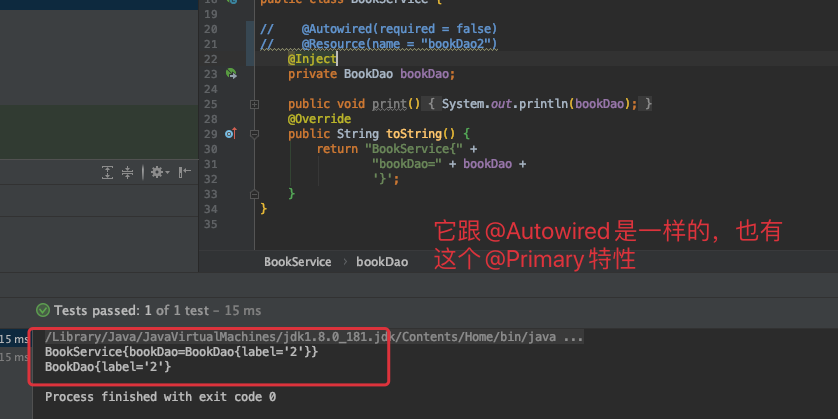 18 public class BookService {
19
20 //    @Autowired(required = false)
21 //    @Resource(name = "bookDao2")
22 @Inject
23 private BookDao bookDao;
24
25 public void print() { System.out.println(bookDao); }
28 @Override
29 public String toString() {
30 return "BookService{" +
31 "bookDao=" + bookDao +
32 '}';
33 }
34 }
35
它跟@Autowired是一样的，也有
这个@Primary特性
BookService › bookDao
Tests passed: 1 of 1 test – 15 ms
15 ms /Library/Java/JavaVirtualMachines/jdk1.8.0_181.jdk/Contents/Home/bin/java ...
15 ms BookService{bookDao=BookDao{label='2'}}
BookDao{label='2'}
Process finished with exit code 0